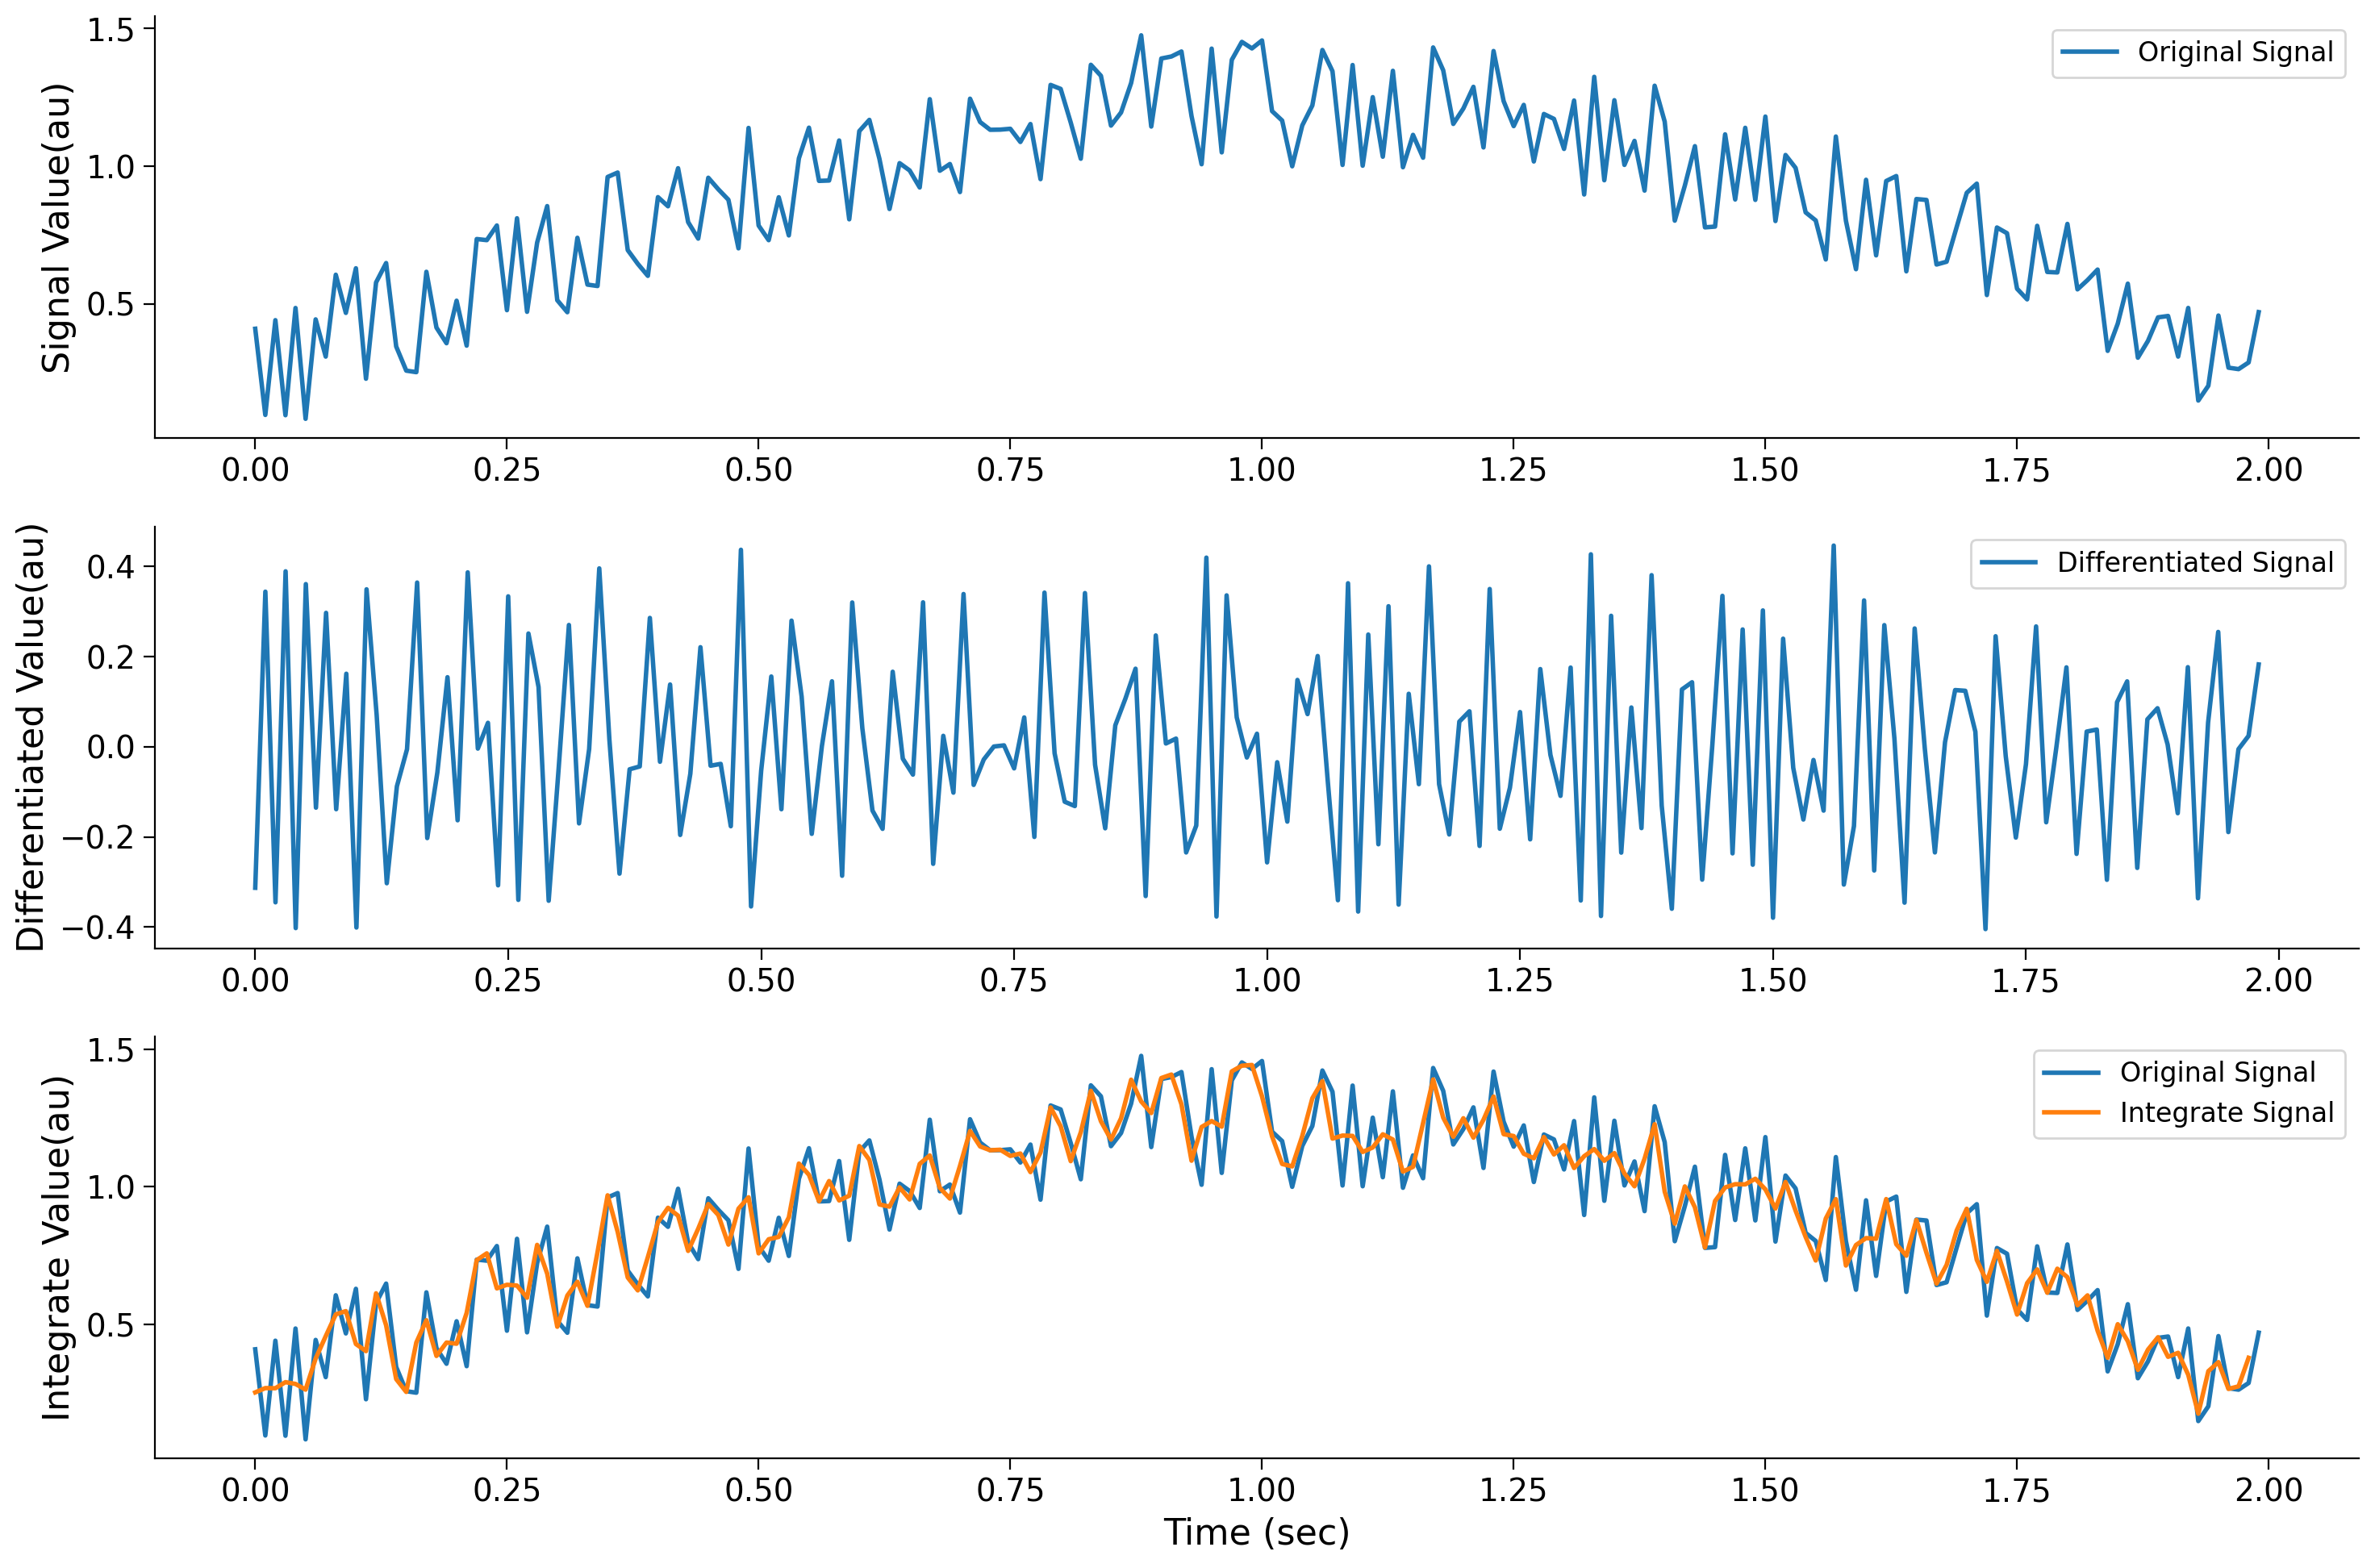 Signal Value(au)
1.5
1.0
0.5
Original Signal
0.00 0.25 0.50 0.75 1.00 1.25 1.50 1.75 2.00
Differentiated Value(au)
0.4
0.2
0.0
−0.2
−0.4
Differentiated Signal
0.00 0.25 0.50 0.75 1.00 1.25 1.50 1.75 2.00
Integrate Value(au)
1.5
1.0
0.5
Original Signal
Integrate Signal
0.00 0.25 0.50 0.75 1.00 1.25 1.50 1.75 2.00
Time (sec)